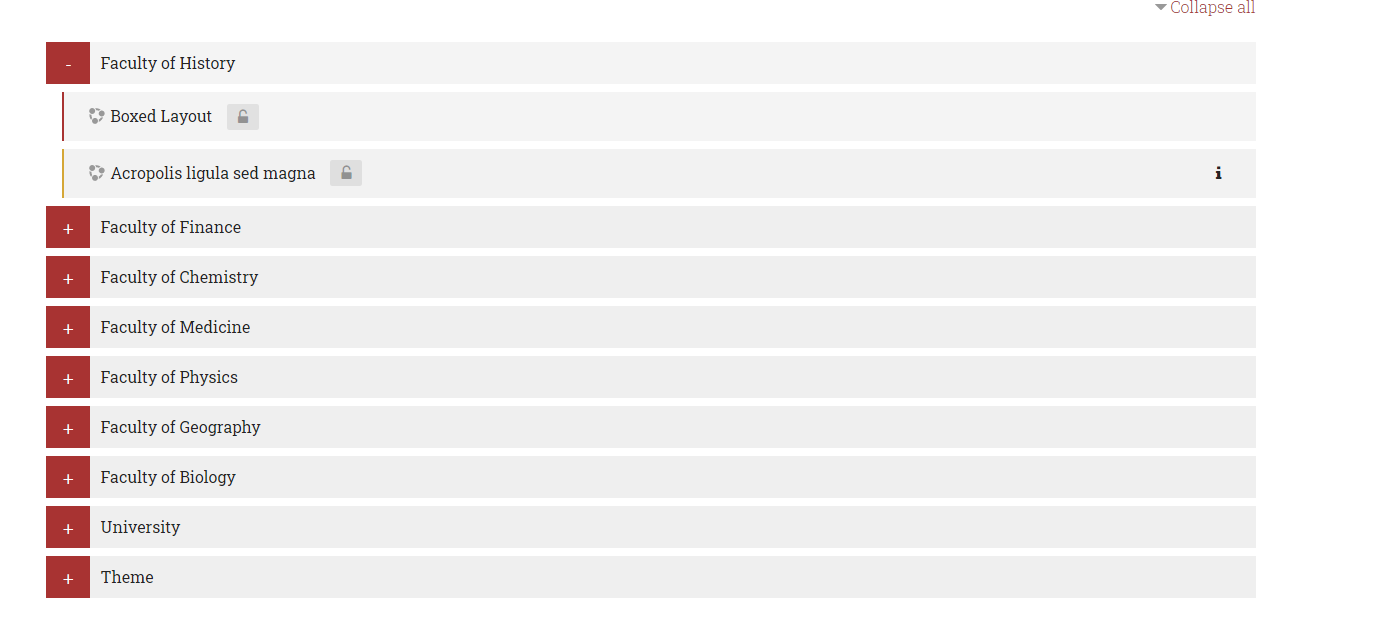 Collapse all
- Faculty of History
Boxed Layout
Acropolis ligula sed magna
+ Faculty of Finance
+ Faculty of Chemistry
+ Faculty of Medicine
+ Faculty of Physics
+ Faculty of Geography
+ Faculty of Biology
+ University
+ Theme